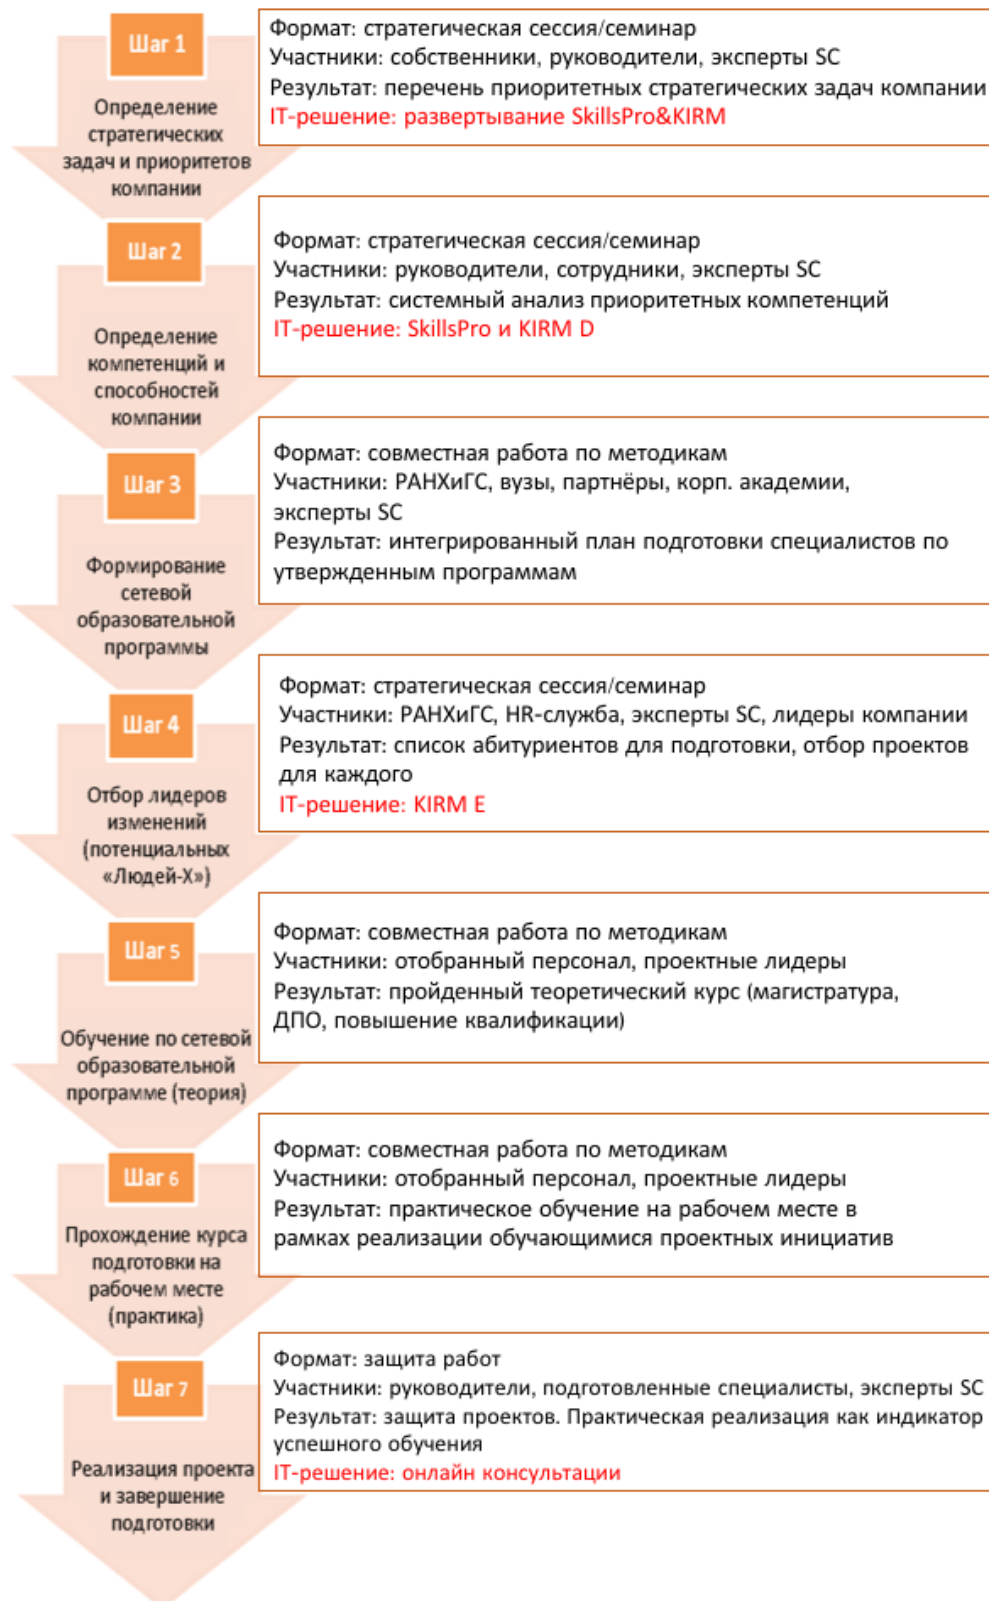 Шаг 1
Определение
стратегических
задач и приоритетов
компании
Формат: стратегическая сессия/семинар
Участники: собственники, руководители, эксперты SC
Результат: перечень приоритетных стратегических задач компании
IT-решение: развертывание SkillsPro&KIRM
Шаг 2
Определение
компетенций и
способностей
компании
Формат: стратегическая сессия/семинар
Участники: руководители, сотрудники, эксперты SC
Результат: системный анализ приоритетных компетенций
IT-решение: SkillsPro и KIRM D
Шаг 3
Формирование
сетевой
образовательной
программы
Формат: совместная работа по методикам
Участники: РАНХиГС, вузы, партнёры, корп. академии,
эксперты SC
Результат: интегрированный план подготовки специалистов по
утвержденным программам
Шаг 4
Отбор лидеров
изменений
(потенциальных
«Людей-Х»)
Формат: стратегическая сессия/семинар
Участники: РАНХиГС, HR-служба, эксперты SC, лидеры компании
Результат: список абитуриентов для подготовки, отбор проектов
для каждого
IT-решение: KIRM E
Шаг 5
Обучение по сетевой
образовательной
программе (теория)
Формат: совместная работа по методикам
Участники: отобранный персонал, проектные лидеры
Результат: пройденный теоретический курс (магистратура,
ДПО, повышение квалификации)
Шаг 6
Прохождение курса
подготовки на
рабочем месте
(практика)
Формат: совместная работа по методикам
Участники: отобранный персонал, проектные лидеры
Результат: практическое обучение на рабочем месте в
рамках реализации обучающимися проектных инициатив
Шаг 7
Реализация проекта
и завершение
подготовки
Формат: защита работ
Участники: руководители, подготовленные специалисты, эксперты SC
Результат: защита проектов. Практическая реализация как индикатор
успешного обучения
IT-решение: онлайн консультации